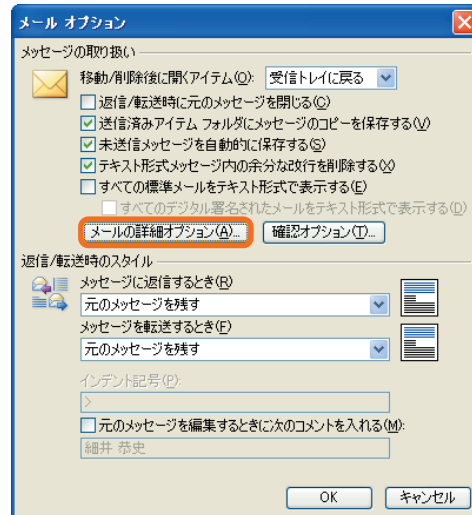 メール オプション
メッセージの取り扱い
移動/削除後に開くアイテム(O): 受信トレイに戻る
返信/転送時に元のメッセージを閉じる(C)
送信済みアイテム フォルダにメッセージのコピーを保存する(V)
未送信メッセージを自動的に保存する(S)
テキスト形式メッセージ内の余分な改行を削除する(X)
すべての標準メールをテキスト形式で表示する(E)
すべてのデジタル署名されたメールをテキスト形式で表示する(D)
メールの詳細オプション(A)... 確認オプション(T)...
返信/転送時のスタイル
メッセージに返信するとき(R)
元のメッセージを残す
メッセージを転送するとき(F)
元のメッセージを残す
インデント記号(P):
>
元のメッセージを編集するときに次のコメントを入れる(M):
細井 恭史
OK キャンセル